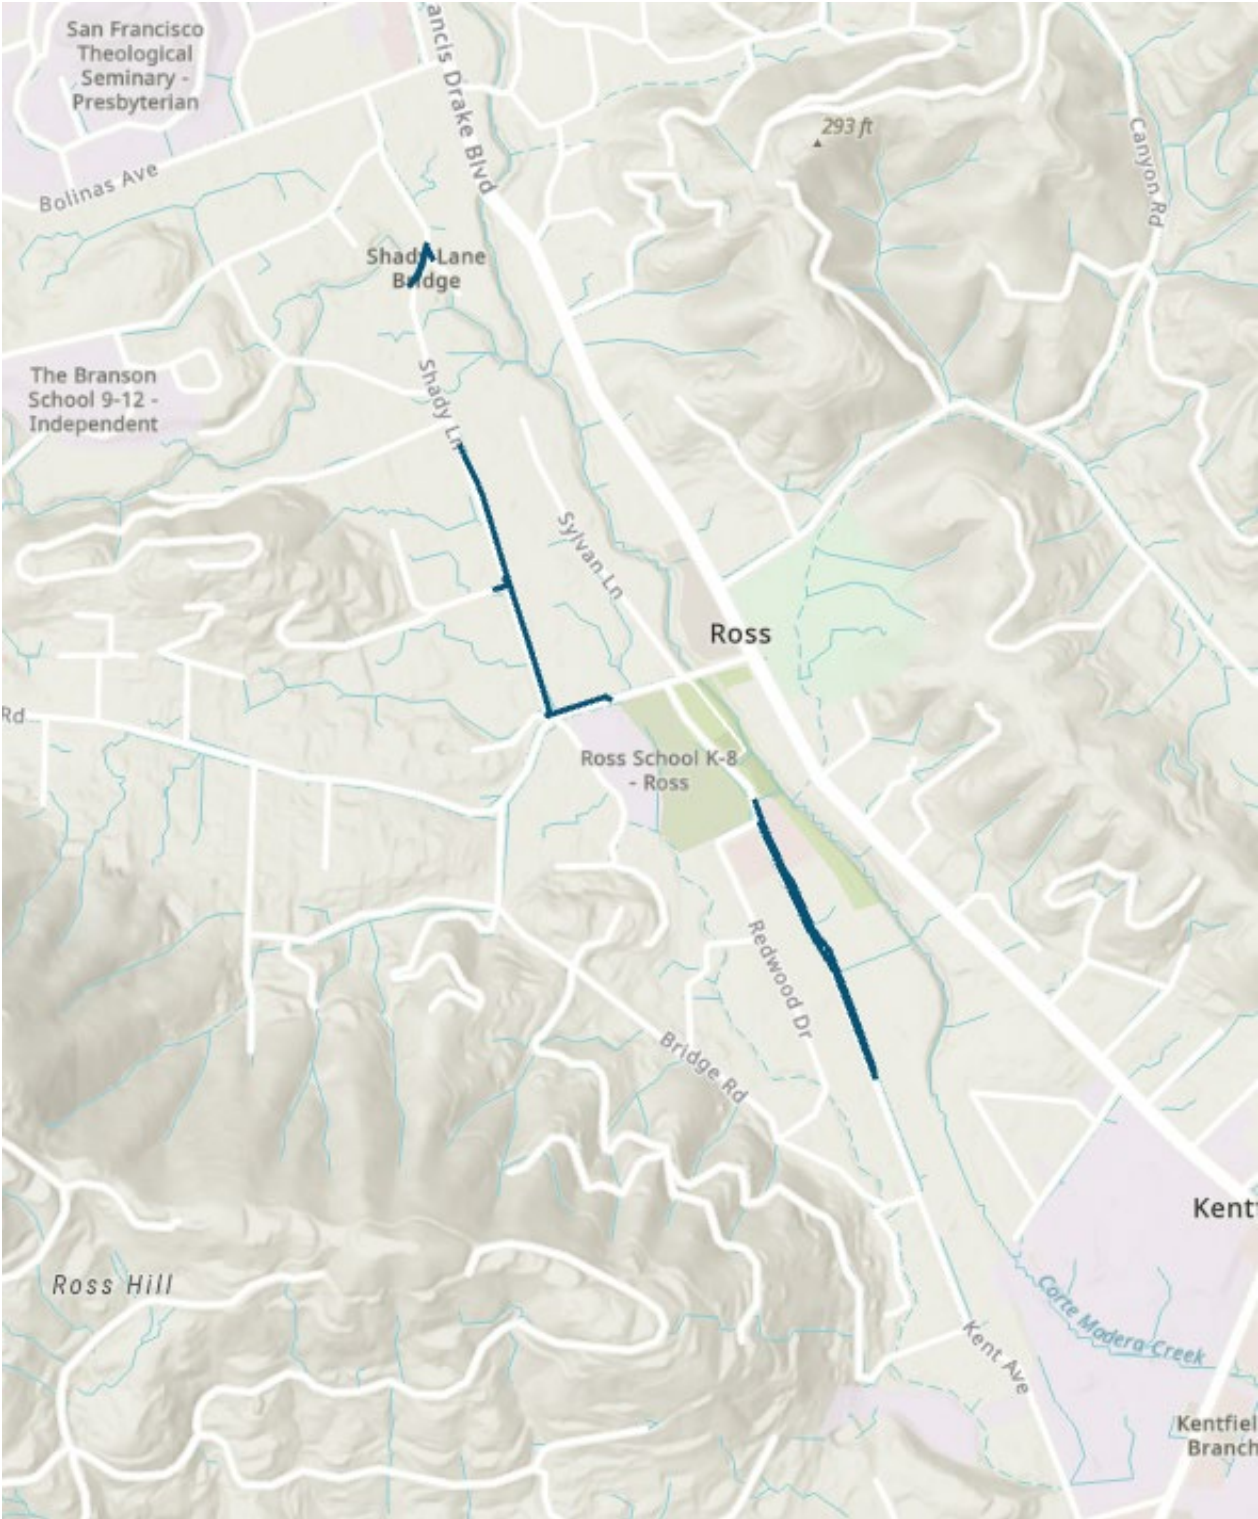 San Francisco
Theological
Seminary -
Presbyterian
ancis Drake Blvd
293 ft
Canyon Rd
Bolinas Ave
Shady Lane
Bridge
The Branson
School 9-12 -
Independent
Shady Ln
Sylvan Ln
Ross
Rd
Ross School K-8
- Ross
Redwood Dr
Bridge Rd
Kent
Ross Hill
Corte Madera Creek
Kent Ave
Kentfiel
Branch